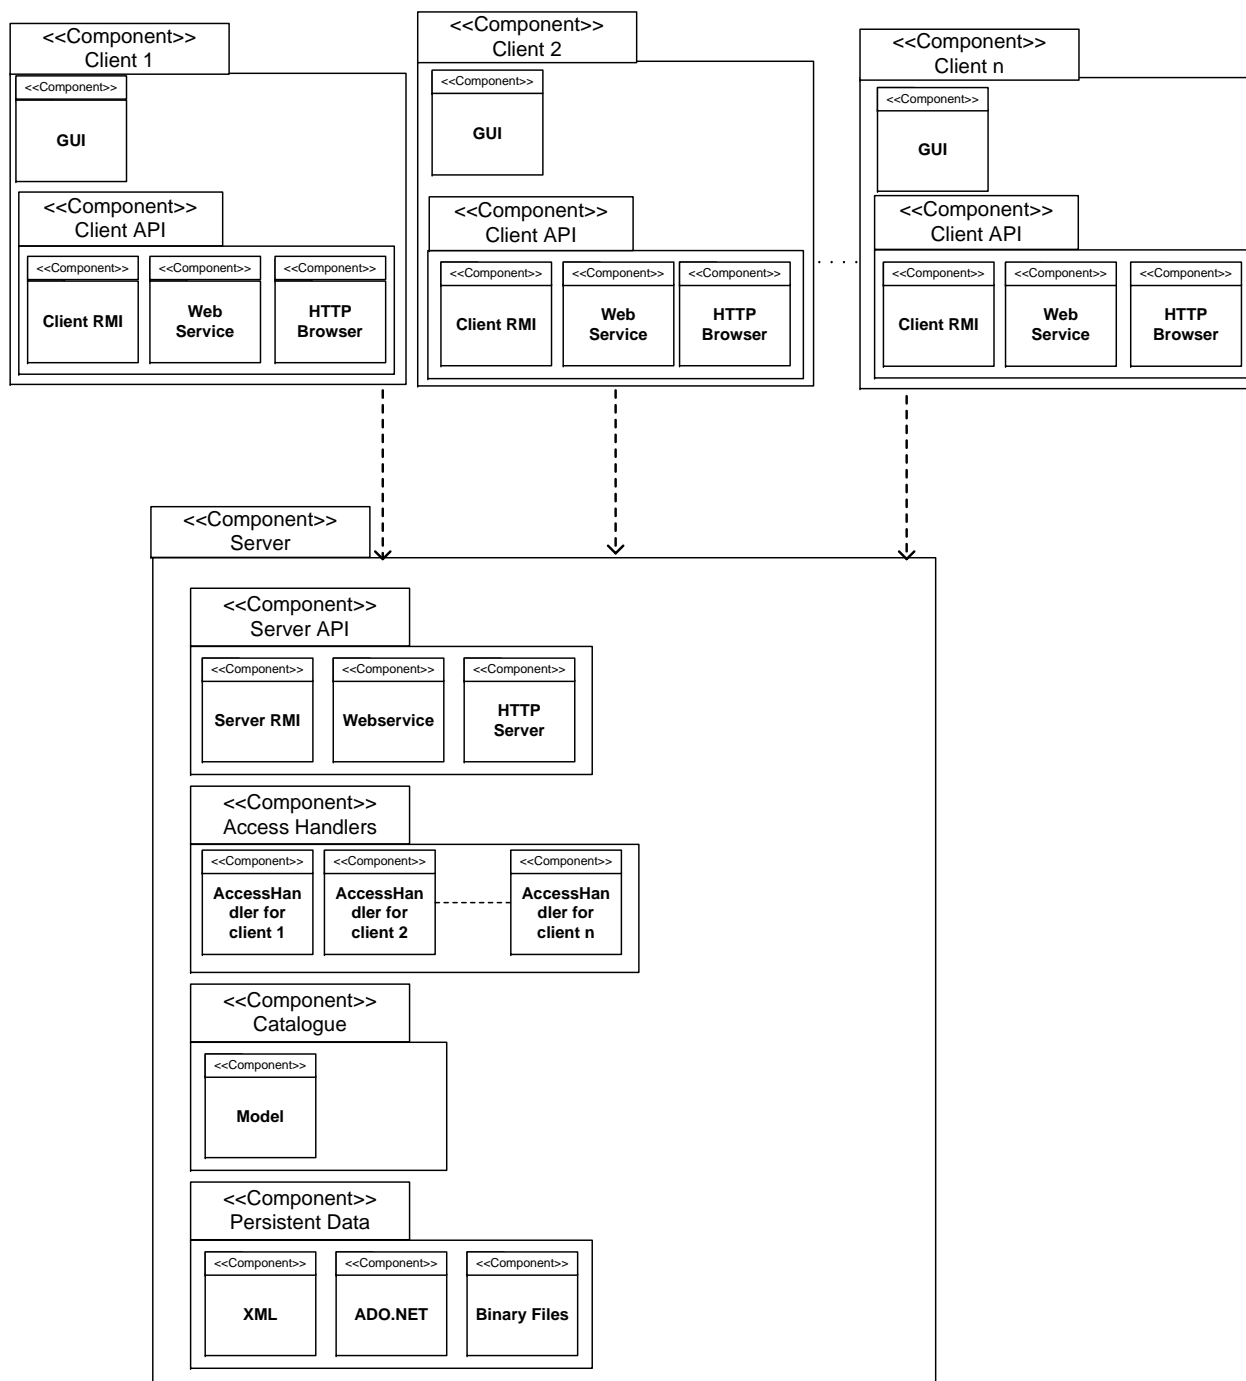 <<Component>>
Client 1
<<Component>>
GUI
<<Component>>
Client API
<<Component>>
Client RMI
<<Component>>
Web
Service
<<Component>>
HTTP
Browser
<<Component>>
Client 2
<<Component>>
GUI
<<Component>>
Client API
<<Component>>
Client RMI
<<Component>>
Web
Service
<<Component>>
HTTP
Browser
<<Component>>
Client n
<<Component>>
GUI
<<Component>>
Client API
<<Component>>
Client RMI
<<Component>>
Web
Service
<<Component>>
HTTP
Browser
<<Component>>
Server
<<Component>>
Server API
<<Component>>
Server RMI
<<Component>>
Webservice
<<Component>>
HTTP
Server
<<Component>>
Access Handlers
<<Component>>
AccessHan
dler for
client 1
<<Component>>
AccessHan
dler for
client 2
<<Component>>
AccessHan
dler for
client n
<<Component>>
Catalogue
<<Component>>
Model
<<Component>>
Persistent Data
<<Component>>
XML
<<Component>>
ADO.NET
<<Component>>
Binary Files